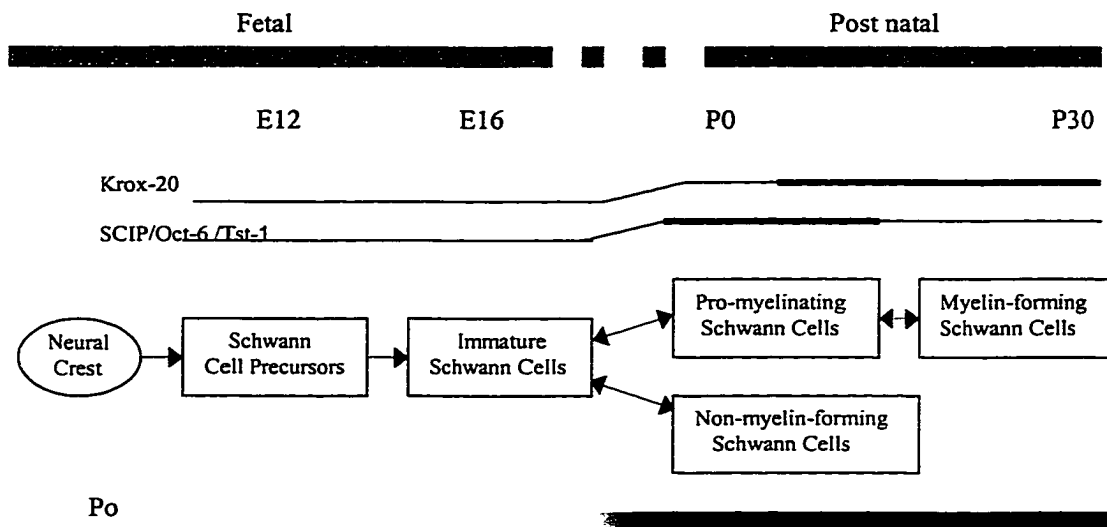 Fetal Post natal
E12 E16 P0 P30
Krox-20
SCIP/Oct-6 /Tst-1
Neural
Crest
Schwann
Cell Precursors
Immature
Schwann Cells
Pro-myelinating
Schwann Cells
Myelin-forming
Schwann Cells
Non-myelin-forming
Schwann Cells
Po